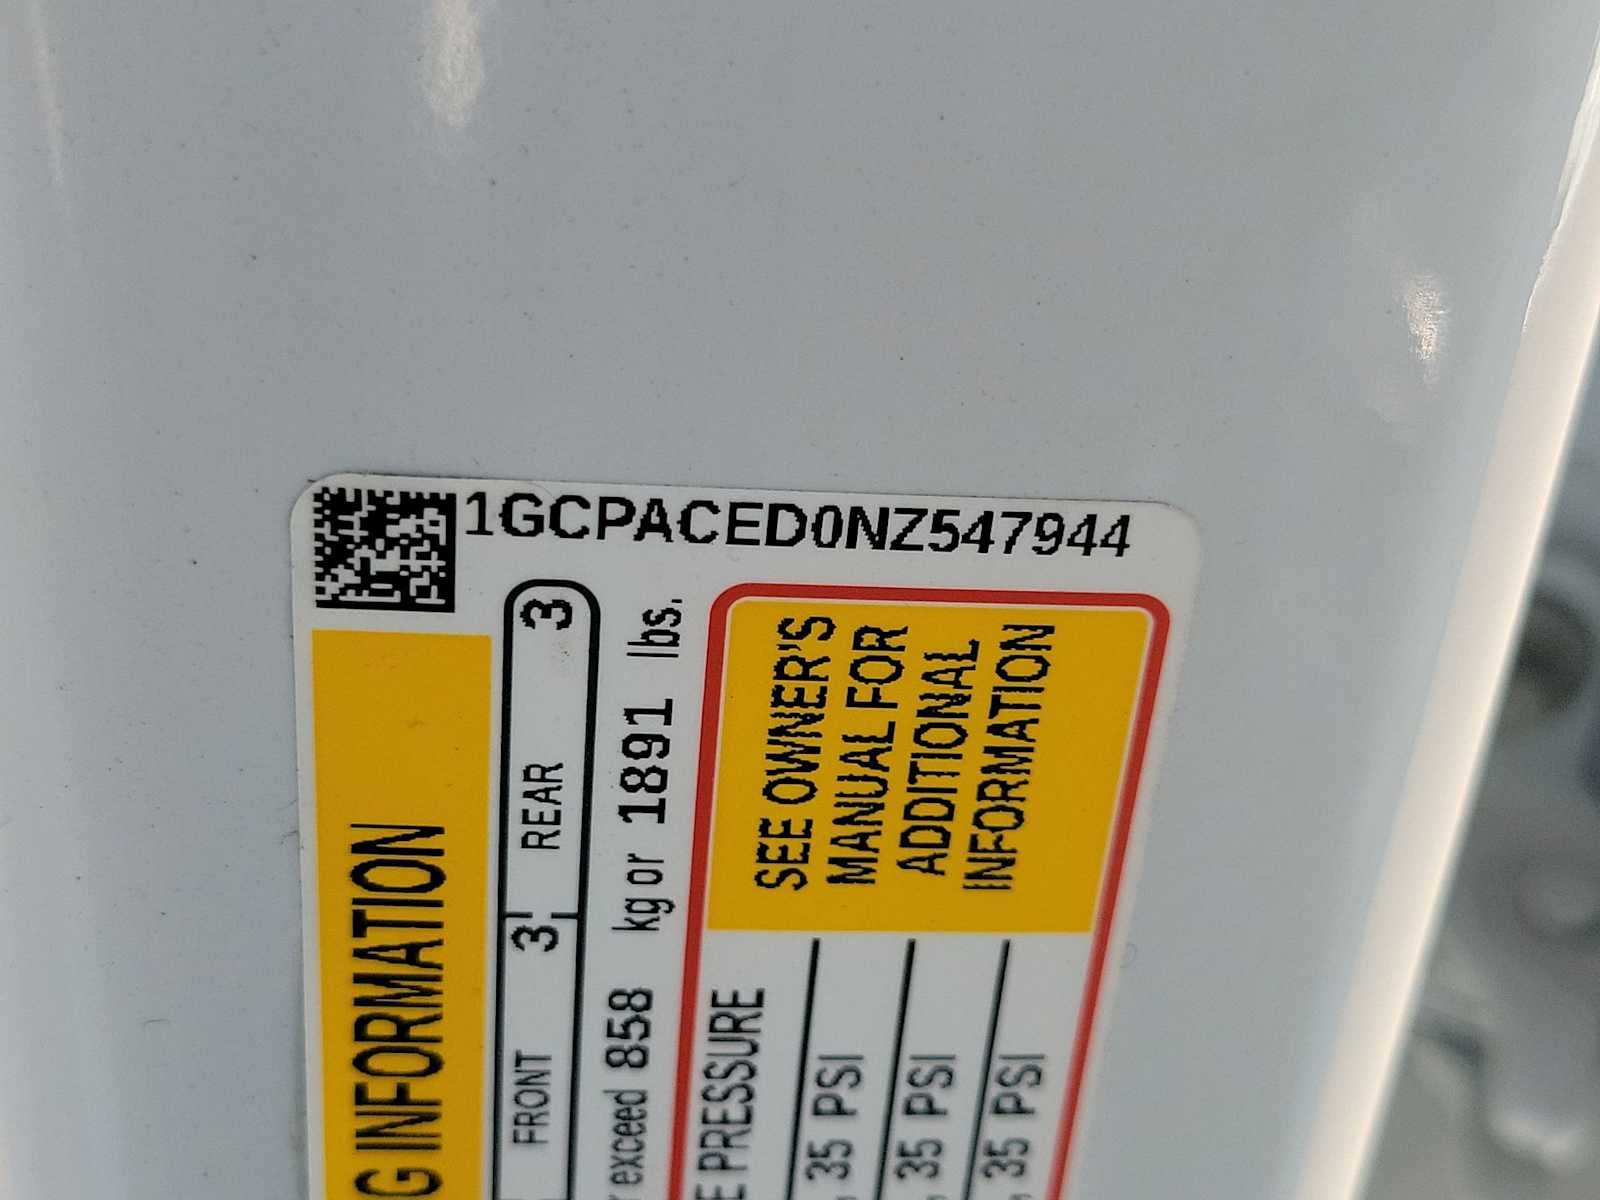 1GCPACED0NZ547944
G INFORMATION
FRONT 3 REAR 3
exceed 858 kg or 1891 lbs.
E PRESSURE
SEE OWNER'S
MANUAL FOR
ADDITIONAL
INFORMATION
, 35 PSI
, 35 PSI
, 35 PSI